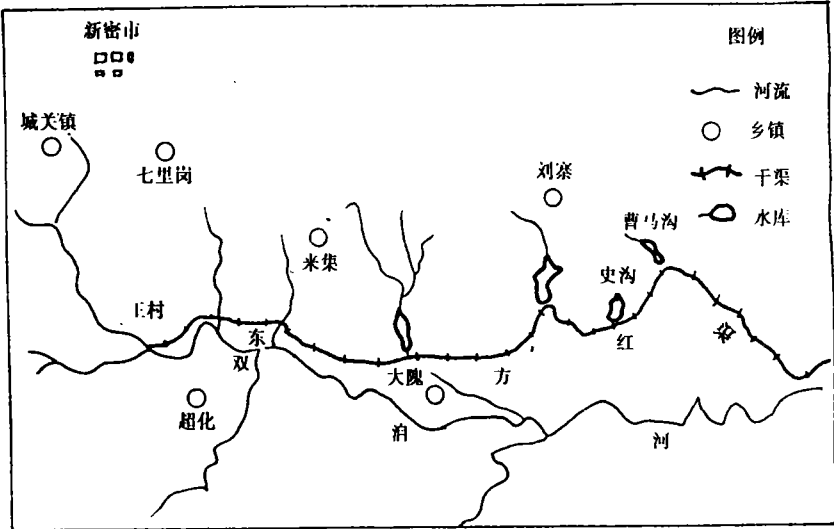 新密市
图例
河流
城关镇
乡镇
七里岗
刘寨
干渠
曹马沟
水库
来集
史沟
王村
东
红
渠
双
大隗
方
超化
洎
河